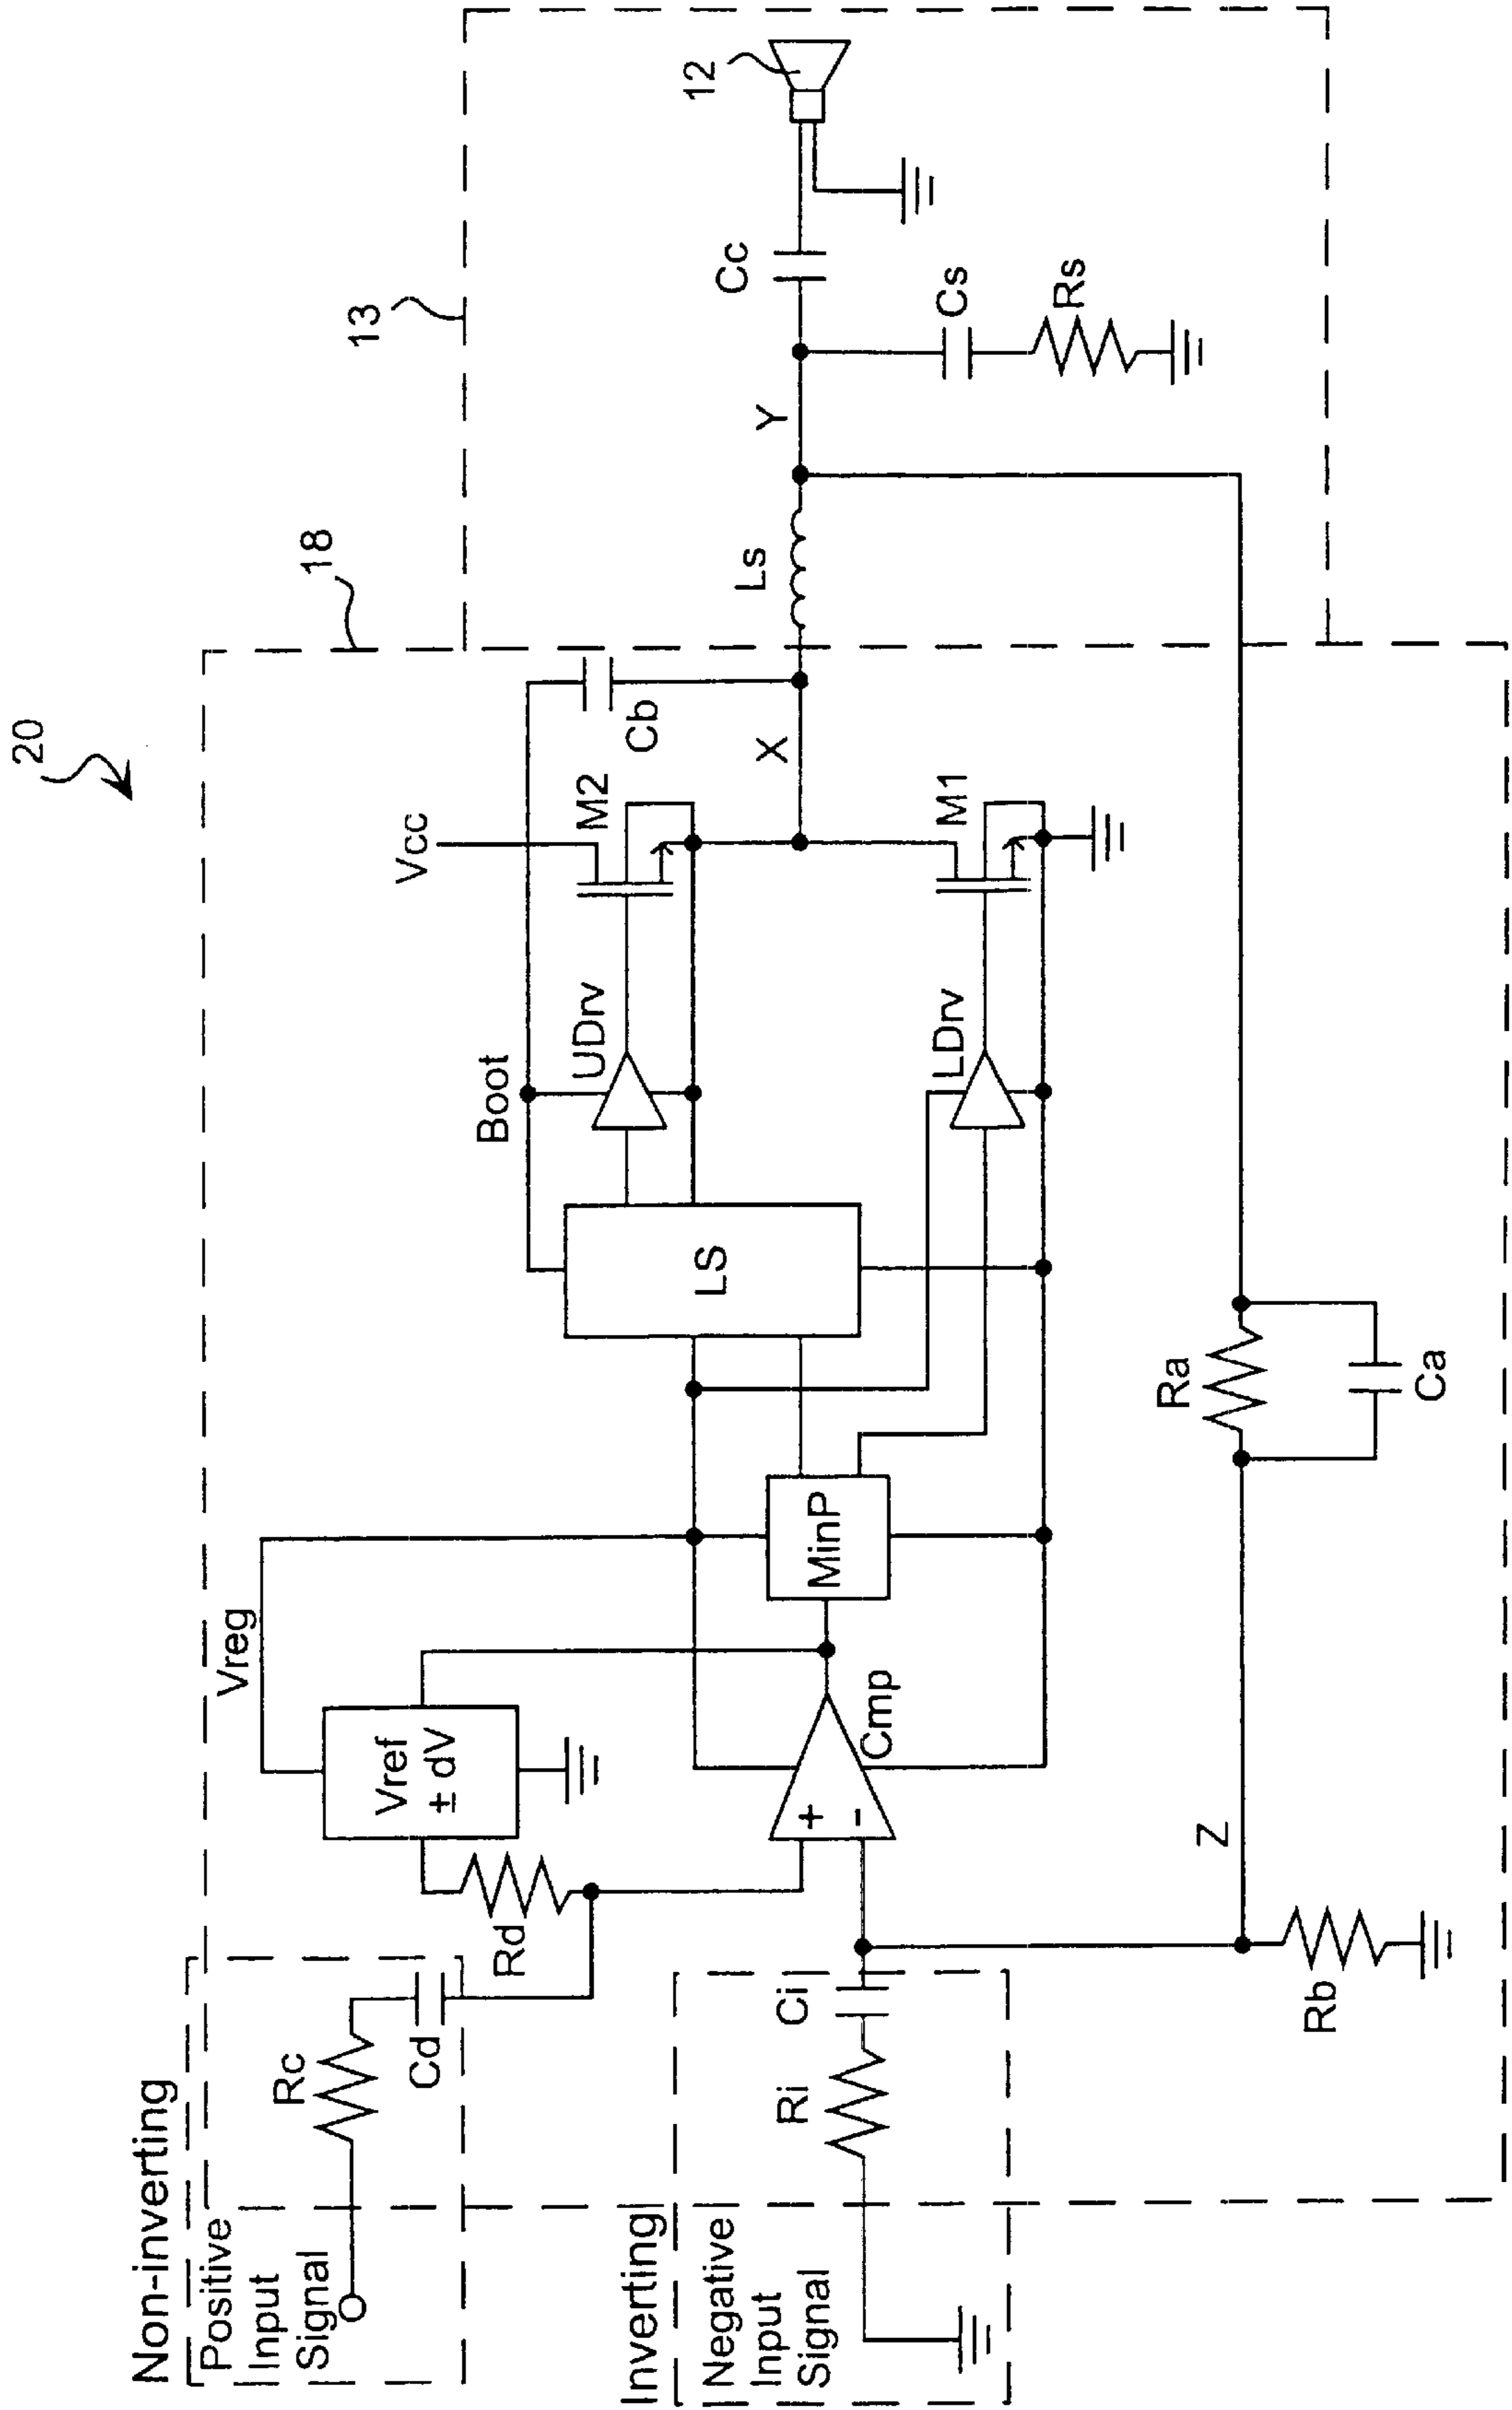 20
18
13
12
Vcc
Vreg
Boot
M2
UDrv
Cb
X
Ls
Y
Cc
Cs
Rs
LS
MinP
LDrv
M1
Vref
± dV
Rd
+
-
Cmp
Non-inverting
Positive
Input
Signal
Rc
Cd
Inverting
Negative
Input
Signal
Ri
Ci
Z
Rb
Ra
Ca